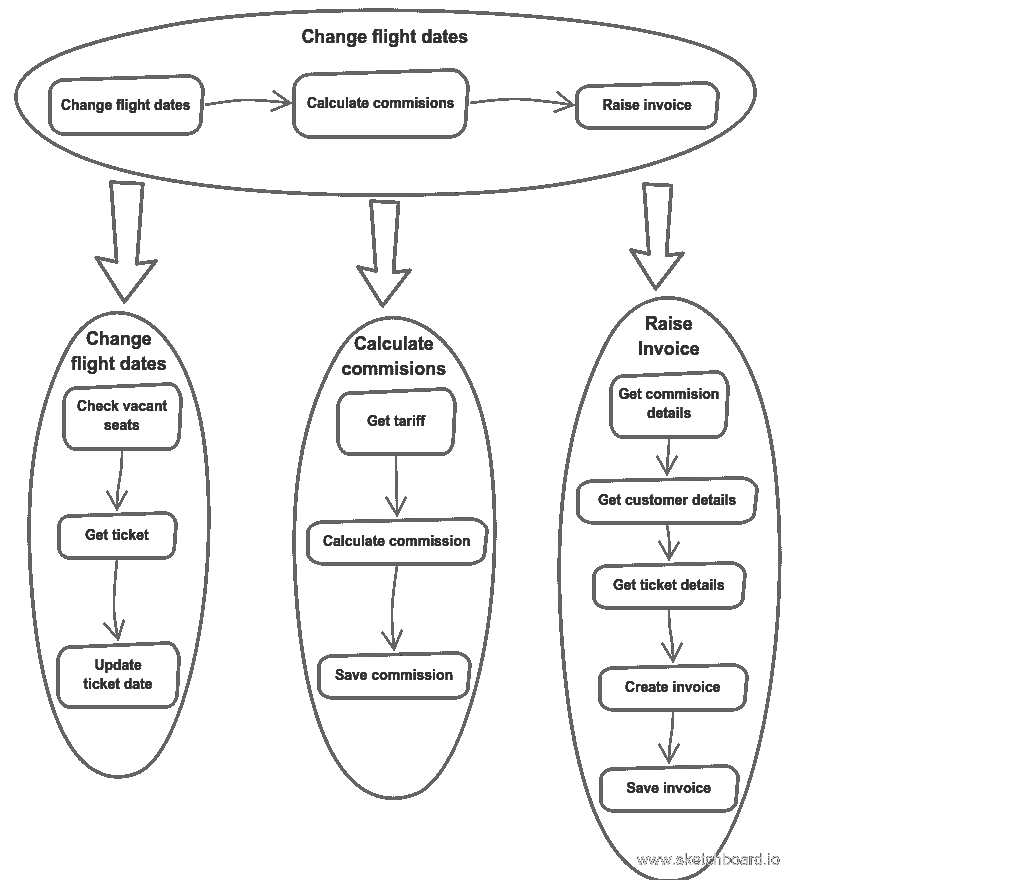 Change flight dates
Change flight dates
Calculate commisions
Raise invoice
Change
flight dates
Check vacant
seats
Get ticket
Update
ticket date
Calculate
commisions
Get tariff
Calculate commission
Save commission
Raise
Invoice
Get commision
details
Get customer details
Get ticket details
Create invoice
Save invoice
www.sketchboard.io